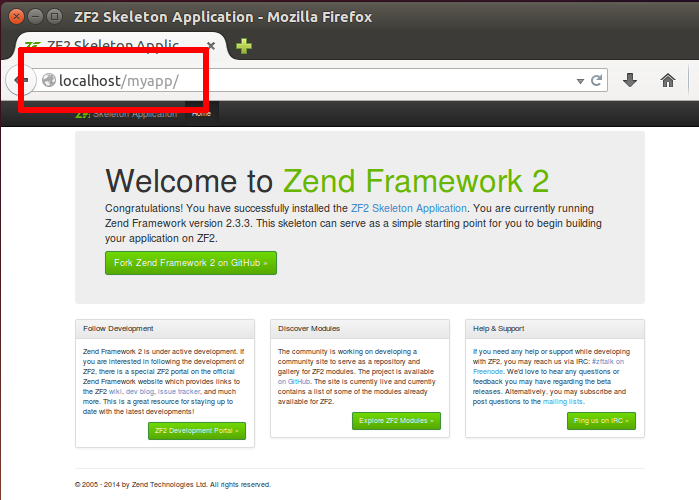 ZF2 Skeleton Application - Mozilla Firefox
ZF2 Skeleton Applic
localhost/myapp/
Skeleton Application Home
Welcome to Zend Framework 2
Congratulations! You have successfully installed the ZF2 Skeleton Application. You are currently running
Zend Framework version 2.3.3. This skeleton can serve as a simple starting point for you to begin building
your application on ZF2.
Fork Zend Framework 2 on GitHub »
Follow Development
Zend Framework 2 is under active development. If
you are interested in following the development of
ZF2, there is a special ZF2 portal on the official
Zend Framework website which provides links to
the ZF2 wiki, dev blog, issue tracker, and much
more. This is a great resource for staying up to
date with the latest developments!
ZF2 Development Portal »
Discover Modules
The community is working on developing a
community site to serve as a repository and
gallery for ZF2 modules. The project is available
on GitHub. The site is currently live and currently
contains a list of some of the modules already
available for ZF2.
Explore ZF2 Modules »
Help & Support
If you need any help or support while developing
with ZF2, you may reach us via IRC: #zftalk on
Freenode. We'd love to hear any questions or
feedback you may have regarding the beta
releases. Alternatively, you may subscribe and
post questions to the mailing lists.
Ping us on IRC »
© 2005 - 2014 by Zend Technologies Ltd. All rights reserved.